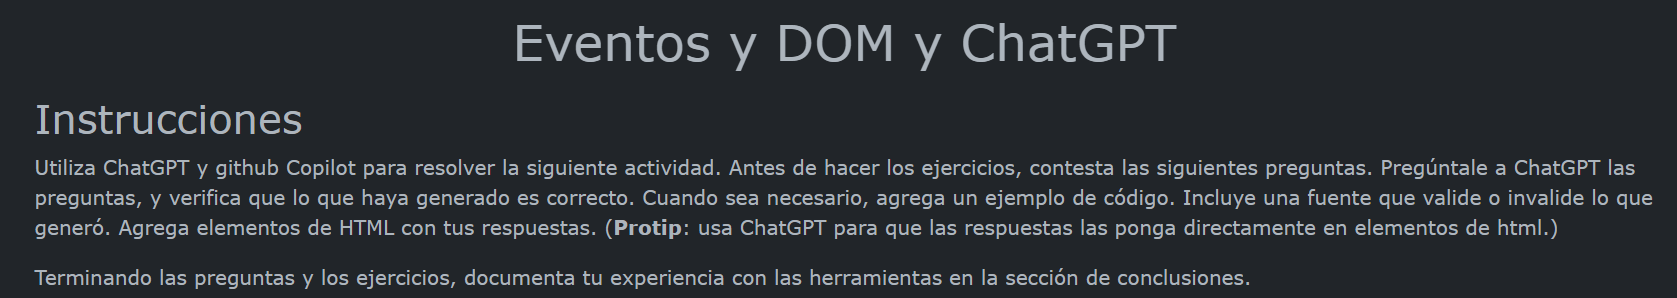 Eventos y DOM y ChatGPT
Instrucciones
Utiliza ChatGPT y github Copilot para resolver la siguiente actividad. Antes de hacer los ejercicios, contesta las siguientes preguntas. Pregúntale a ChatGPT las
preguntas, y verifica que lo que haya generado es correcto. Cuando sea necesario, agrega un ejemplo de código. Incluye una fuente que valide o invalide lo que
generó. Agrega elementos de HTML con tus respuestas. (Protip: usa ChatGPT para que las respuestas las ponga directamente en elementos de html.)
Terminando las preguntas y los ejercicios, documenta tu experiencia con las herramientas en la sección de conclusiones.